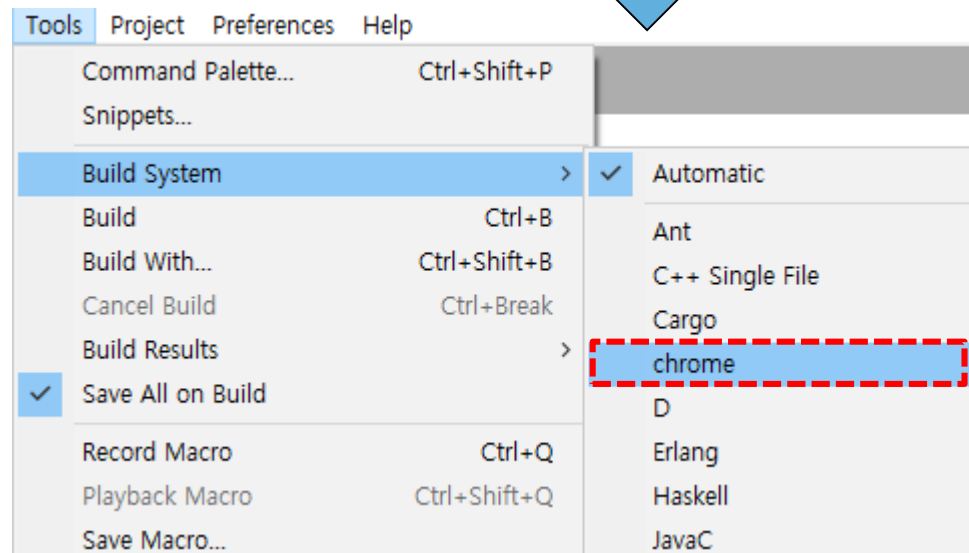 Tools Project Preferences Help
Command Palette... Ctrl+Shift+P
Snippets...
Build System >
Build Ctrl+B
Build With... Ctrl+Shift+B
Cancel Build Ctrl+Break
Build Results >
Save All on Build
Record Macro Ctrl+Q
Playback Macro Ctrl+Shift+Q
Save Macro...
Automatic
Ant
C++ Single File
Cargo
chrome
D
Erlang
Haskell
JavaC